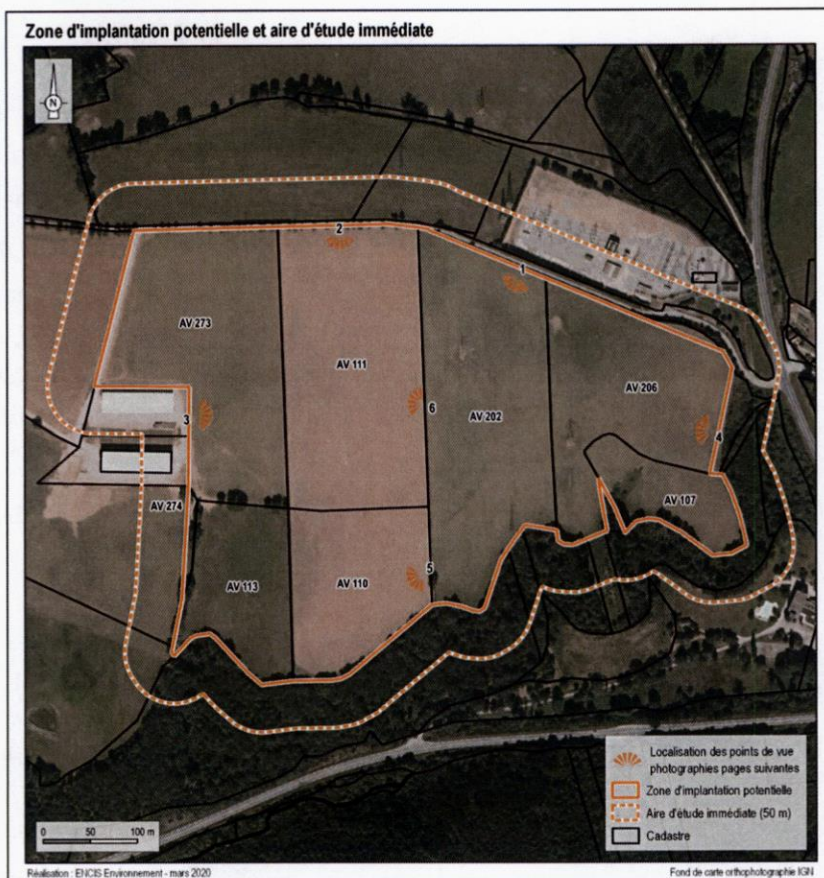 Zone d'implantation potentielle et aire d'étude immédiate
N
2
1
AV 273
AV 111
AV 206
3
6
AV 202
4
AV 274
AV 107
AV 113
AV 110
5
Localisation des points de vue
photographies pages suivantes
Zone d'implantation potentielle
Aire d'étude immédiate (50 m)
Cadastre
0 50 100 m
Réalisation : ENCIS Environnement - mars 2020
Fond de carte orthophotographie IGN